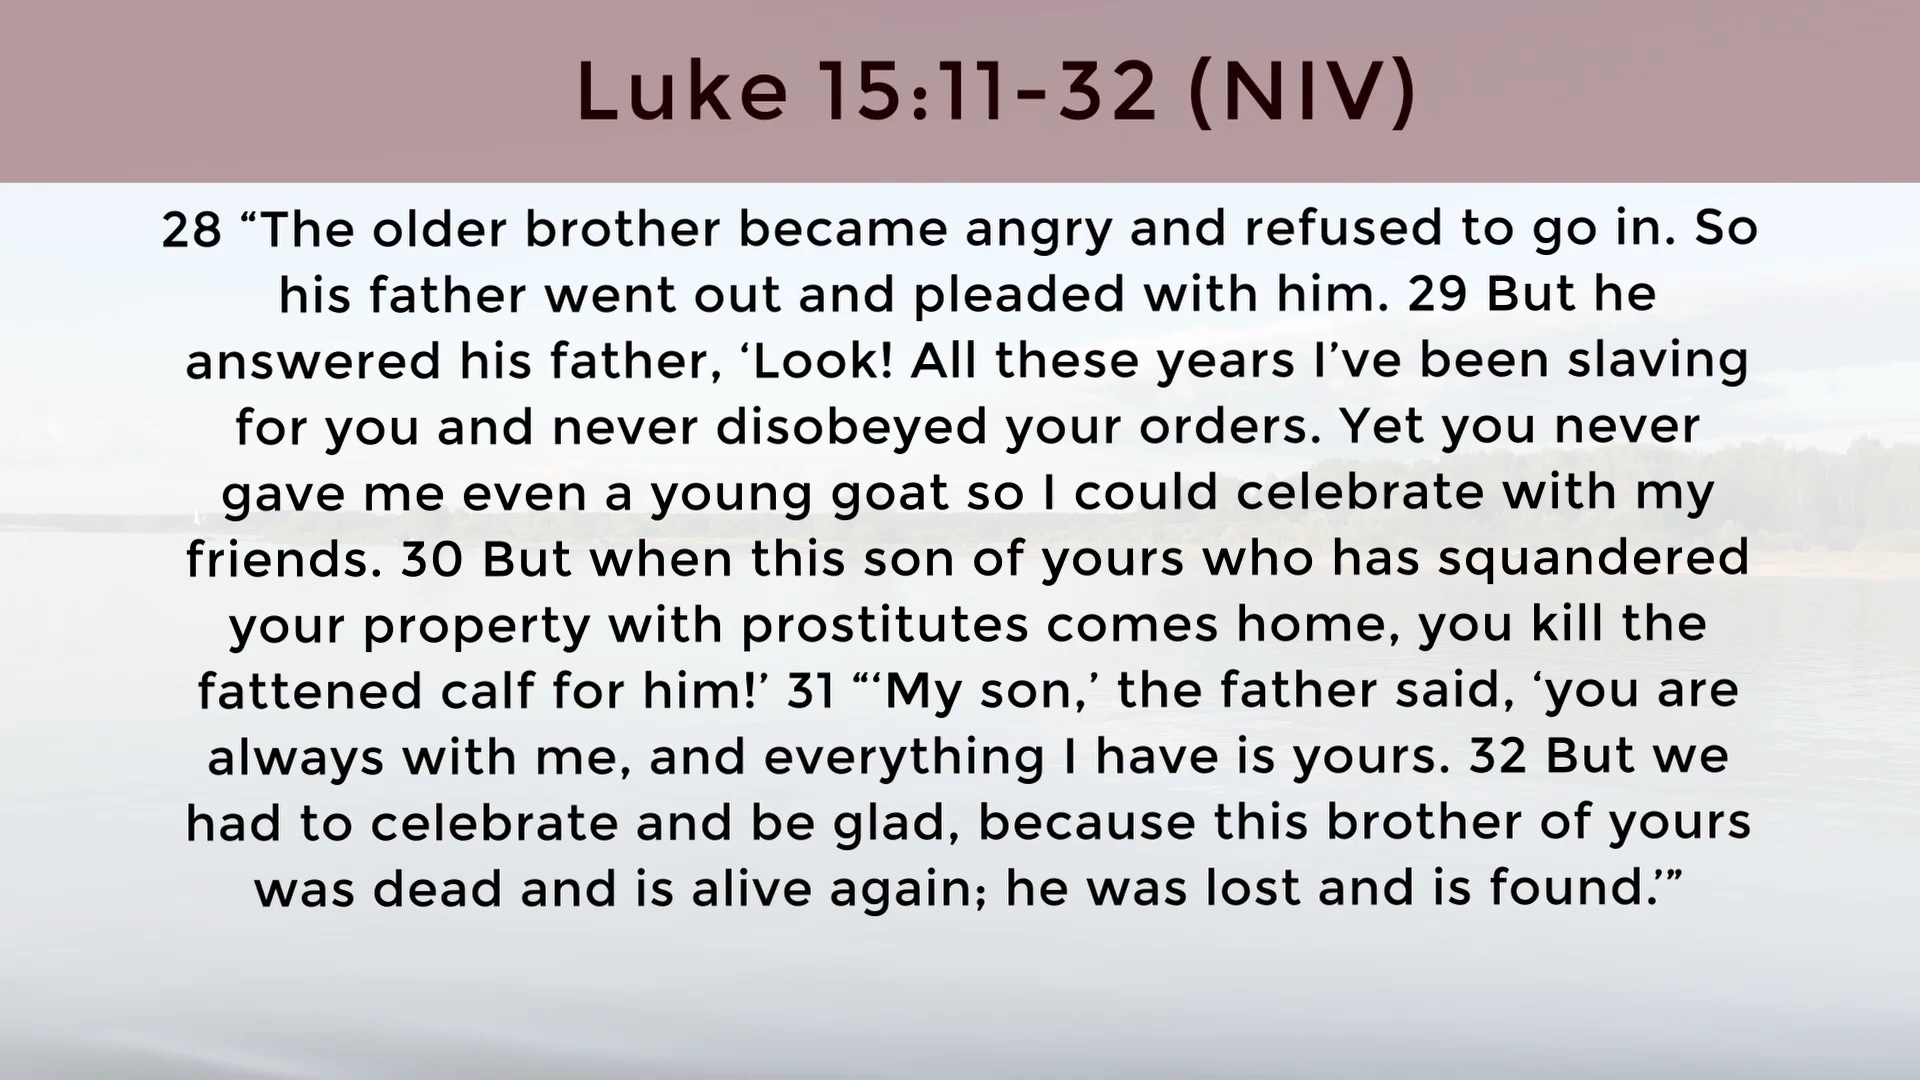 Luke 15:11-32 (NIV)
28 “The older brother became angry and refused to go in. So
his father went out and pleaded with him. 29 But he
answered his father, ‘Look! All these years I’ve been slaving
for you and never disobeyed your orders. Yet you never
gave me even a young goat so I could celebrate with my
friends. 30 But when this son of yours who has squandered
your property with prostitutes comes home, you kill the
fattened calf for him!’ 31 “‘My son,’ the father said, ‘you are
always with me, and everything I have is yours. 32 But we
had to celebrate and be glad, because this brother of yours
was dead and is alive again; he was lost and is found.’”